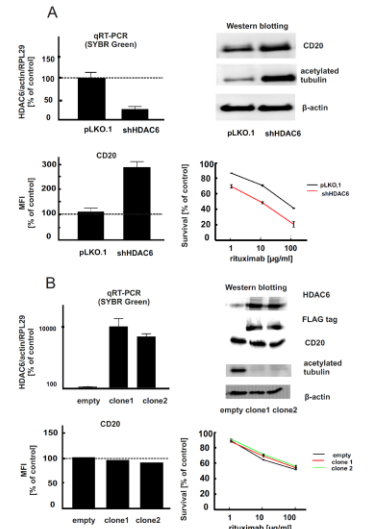 A
qRT-PCR
(SYBR Green)
HDAC6/actin/RPL29
[% of control]
150
100
50
0
pLKO.1 shHDAC6
Western blotting
CD20
acetylated
tubulin
β-actin
pLKO.1 shHDAC6
CD20
MFI
[% of control]
300
200
100
0
pLKO.1 shHDAC6
Survival [% of control]
100
80
60
40
20
0
1 10 100
rituximab [µg/ml]
pLKO.1
shHDAC6
B
qRT-PCR
(SYBR Green)
HDAC6/actin/RPL29
[% of control]
10000
100
empty clone1 clone2
Western blotting
HDAC6
FLAG tag
CD20
acetylated
tubulin
β-actin
empty clone1 clone2
CD20
MFI
[% of control]
150
100
50
0
empty clone1 clone2
Survival [% of control]
100
80
60
40
20
0
1 10 100
rituximab [µg/ml]
empty
clone 1
clone 2